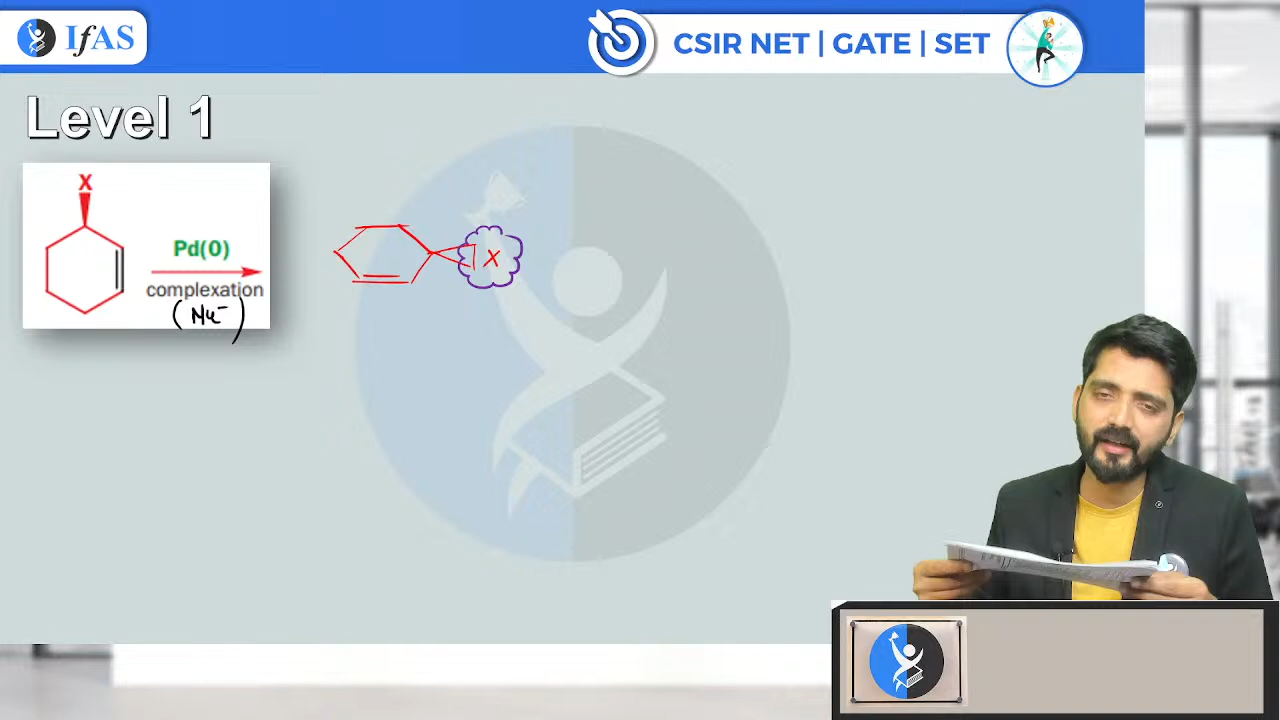 IfAS
CSIR NET | GATE | SET
Level 1
X
Pd(0)
complexation
(Nu⁻)
X